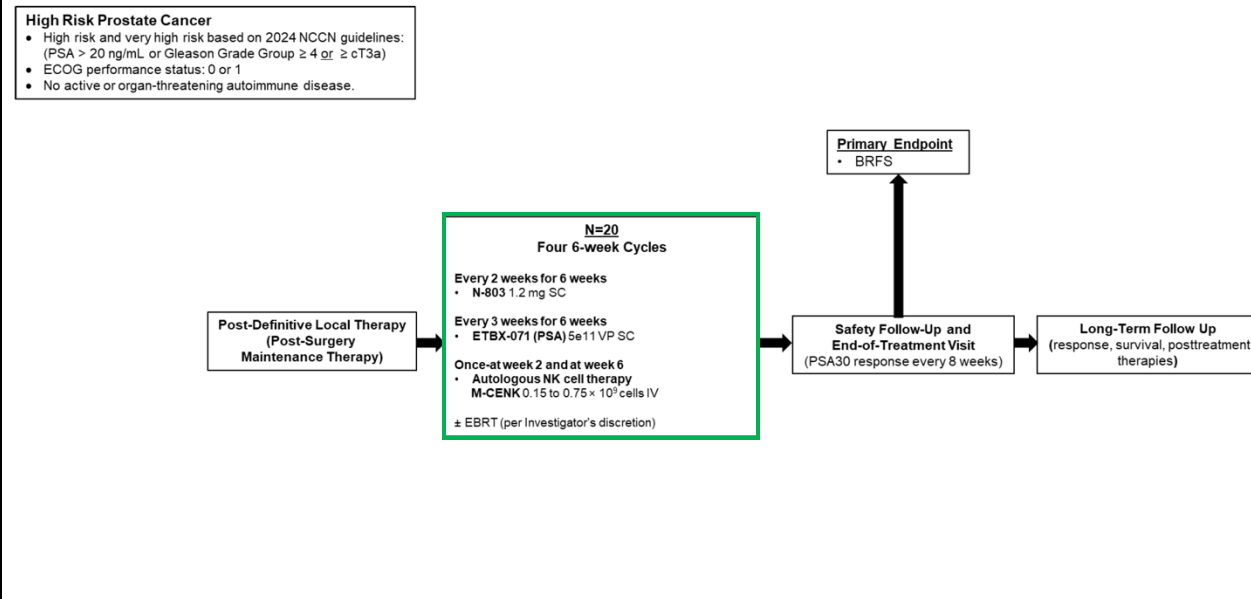 High Risk Prostate Cancer
• High risk and very high risk based on 2024 NCCN guidelines:
(PSA > 20 ng/mL or Gleason Grade Group ≥ 4 or ≥ cT3a)
• ECOG performance status: 0 or 1
• No active or organ-threatening autoimmune disease.
Primary Endpoint
• BRFS
N=20
Four 6-week Cycles
Every 2 weeks for 6 weeks
• N-803 1.2 mg SC
Every 3 weeks for 6 weeks
• ETBX-071 (PSA) 5e11 VP SC
Once-at week 2 and at week 6
• Autologous NK cell therapy
M-CENK 0.15 to 0.75 × 10⁹ cells IV
± EBRT (per Investigator's discretion)
Post-Definitive Local Therapy
(Post-Surgery
Maintenance Therapy)
Safety Follow-Up and
End-of-Treatment Visit
(PSA30 response every 8 weeks)
Long-Term Follow Up
(response, survival, posttreatment
therapies)